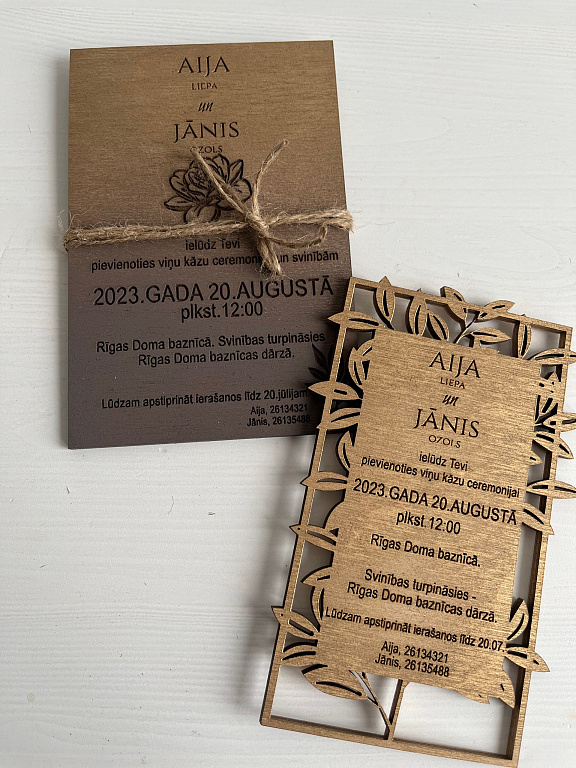 AIJA
LIEPA
un
JĀNIS
OZOLS
ielūdz Tevi
pievienoties viņu kāzu ceremonijai un svinībām
2023.GADA 20.AUGUSTĀ
plkst.12:00
Rīgas Doma baznīcā. Svinības turpināsies
Rīgas Doma baznīcas dārzā.
Lūdzam apstiprināt ierašanos līdz 20.jūlijam
Aija, 26134321
Jānis, 26135488
AIJA
LIEPA
un
JĀNIS
OZOLS
ielūdz Tevi
pievienoties viņu kāzu ceremonijai
2023.GADA 20.AUGUSTĀ
plkst.12:00
Rīgas Doma baznīcā.
Svinības turpināsies -
Rīgas Doma baznīcas dārzā.
Lūdzam apstiprināt ierašanos līdz 20.07.
Aija, 26134321
Jānis, 26135488